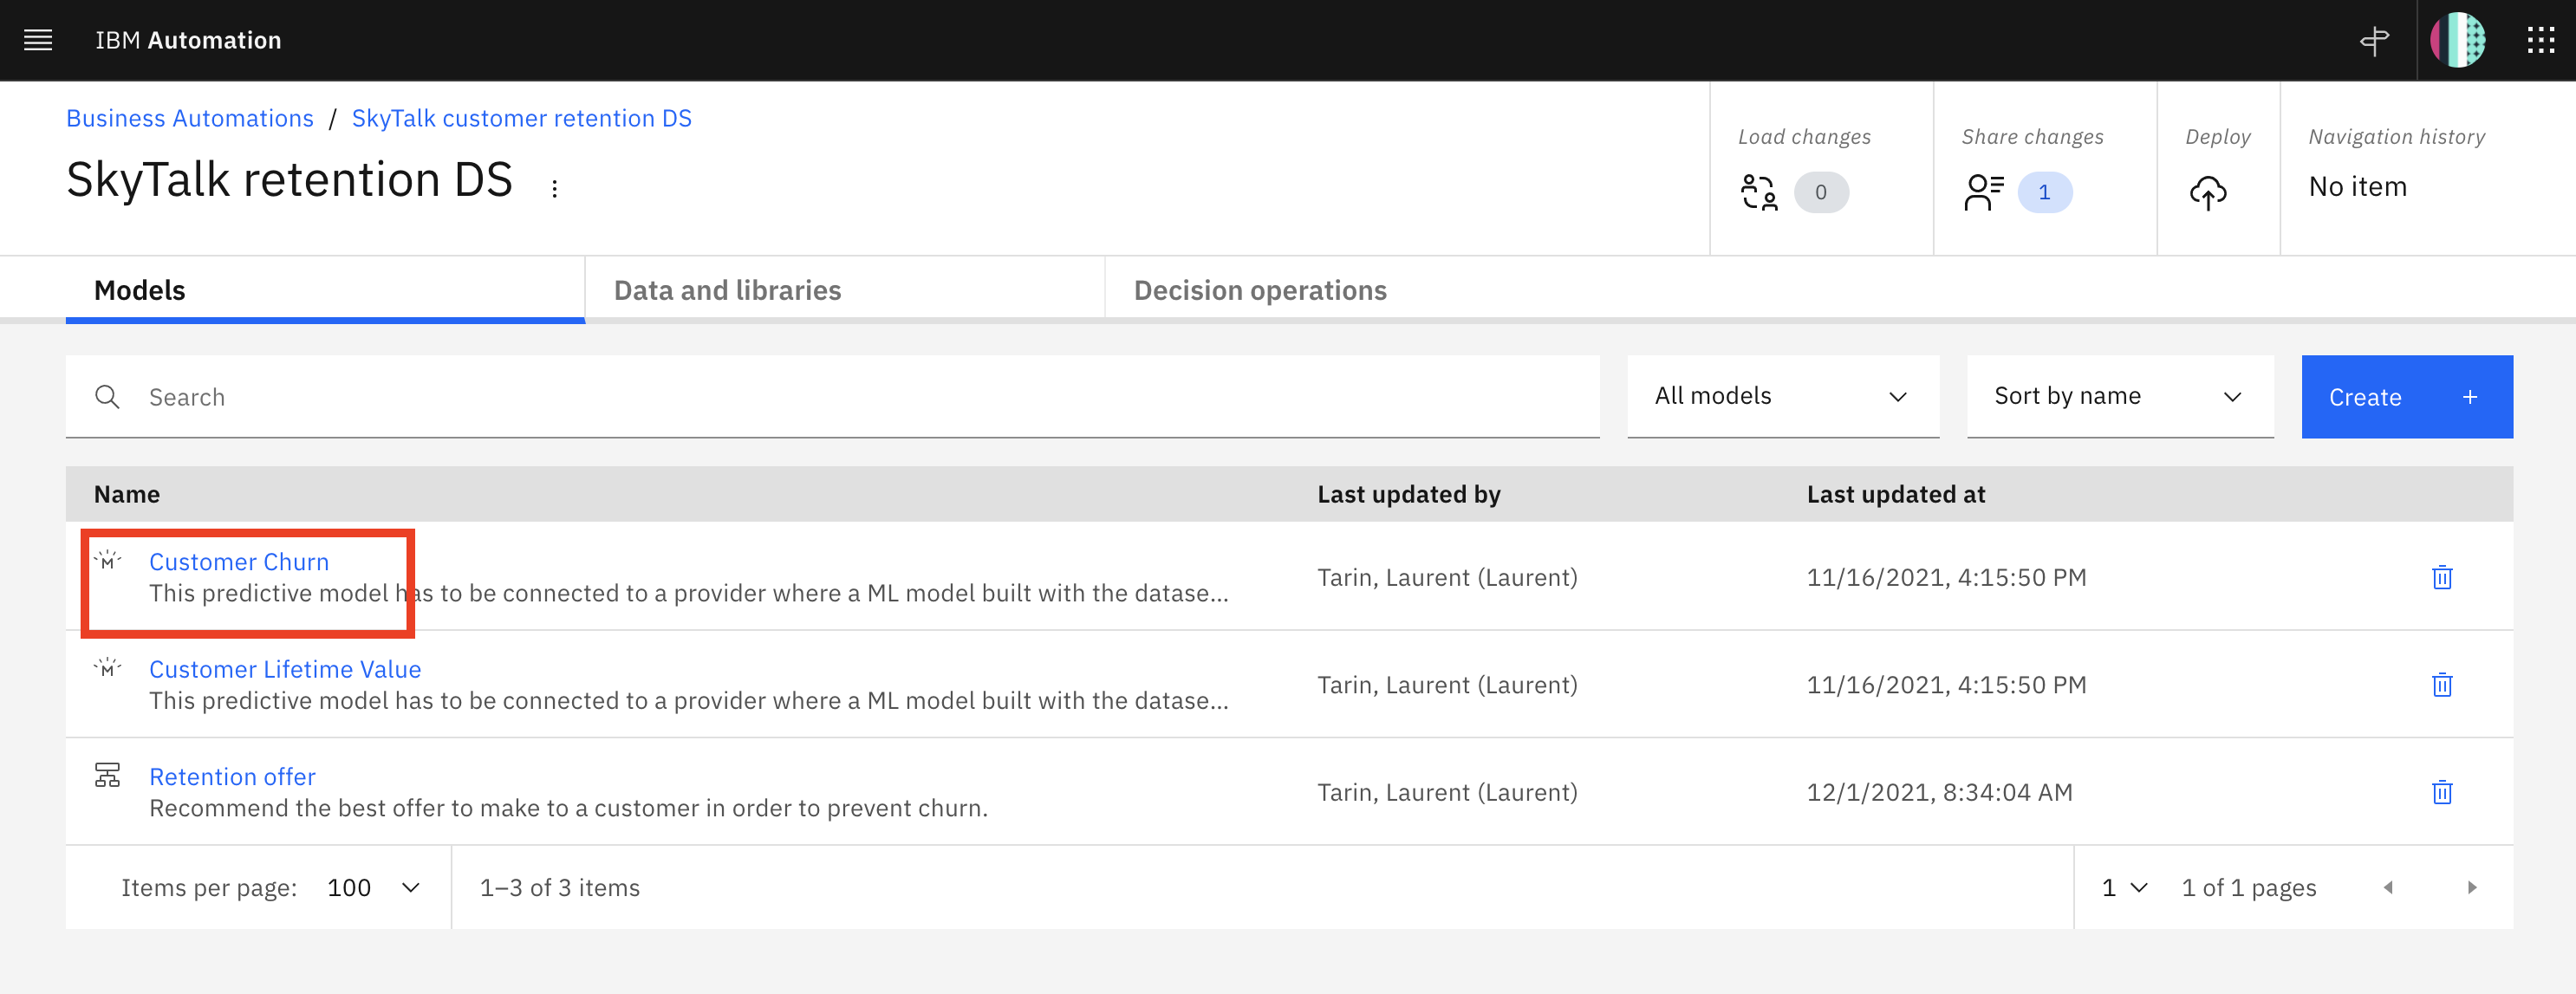 IBM Automation
Business Automations / SkyTalk customer retention DS
SkyTalk retention DS
Load changes
0
Share changes
1
Deploy
Navigation history
No item
Models
Data and libraries
Decision operations
Search
All models
Sort by name
Create +
Name
Last updated by
Last updated at
M
Customer Churn
This predictive model has to be connected to a provider where a ML model built with the datase...
Tarin, Laurent (Laurent)
11/16/2021, 4:15:50 PM
M
Customer Lifetime Value
This predictive model has to be connected to a provider where a ML model built with the datase...
Tarin, Laurent (Laurent)
11/16/2021, 4:15:50 PM
Retention offer
Recommend the best offer to make to a customer in order to prevent churn.
Tarin, Laurent (Laurent)
12/1/2021, 8:34:04 AM
Items per page: 100
1–3 of 3 items
1
1 of 1 pages